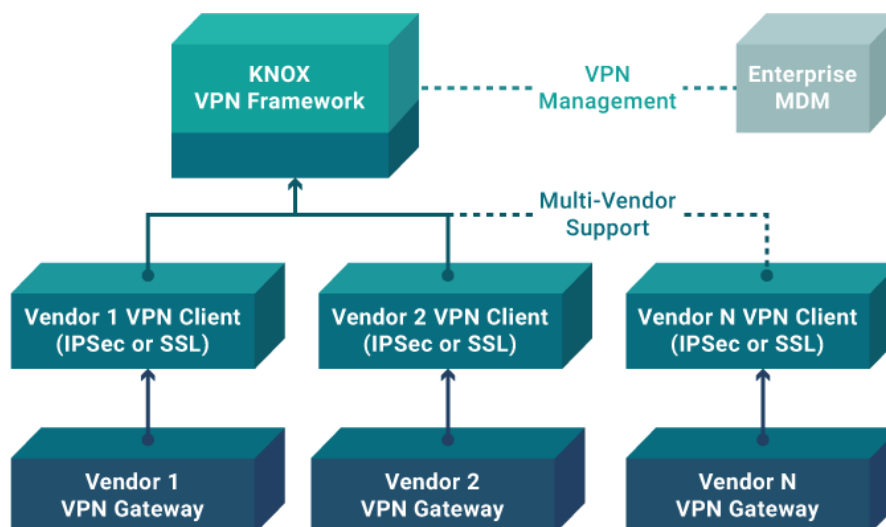 KNOX
VPN Framework
VPN
Management
Enterprise
MDM
Multi-Vendor
Support
Vendor 1 VPN Client
(IPSec or SSL)
Vendor 2 VPN Client
(IPSec or SSL)
Vendor N VPN Client
(IPSec or SSL)
Vendor 1
VPN Gateway
Vendor 2
VPN Gateway
Vendor N
VPN Gateway